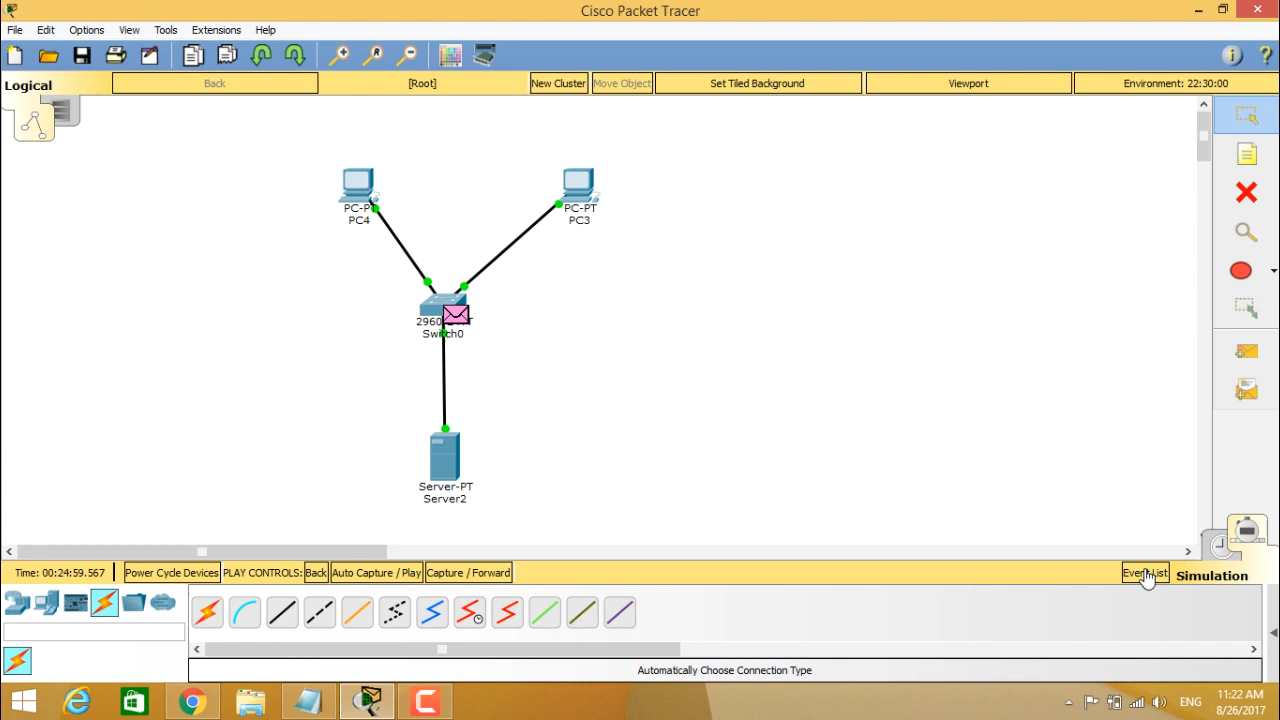 Cisco Packet Tracer
File Edit Options View Tools Extensions Help
Logical Back [Root] New Cluster Move Object Set Tiled Background Viewport Environment: 22:30:00
PC4
PC-PT
PC3
Switch0
Server-PT
Server2
Time: 00:24:59.567 Power Cycle Devices PLAY CONTROLS: Back Auto Capture / Play Capture / Forward Event List Simulation
Automatically Choose Connection Type
ENG
11:22 AM
8/26/2017